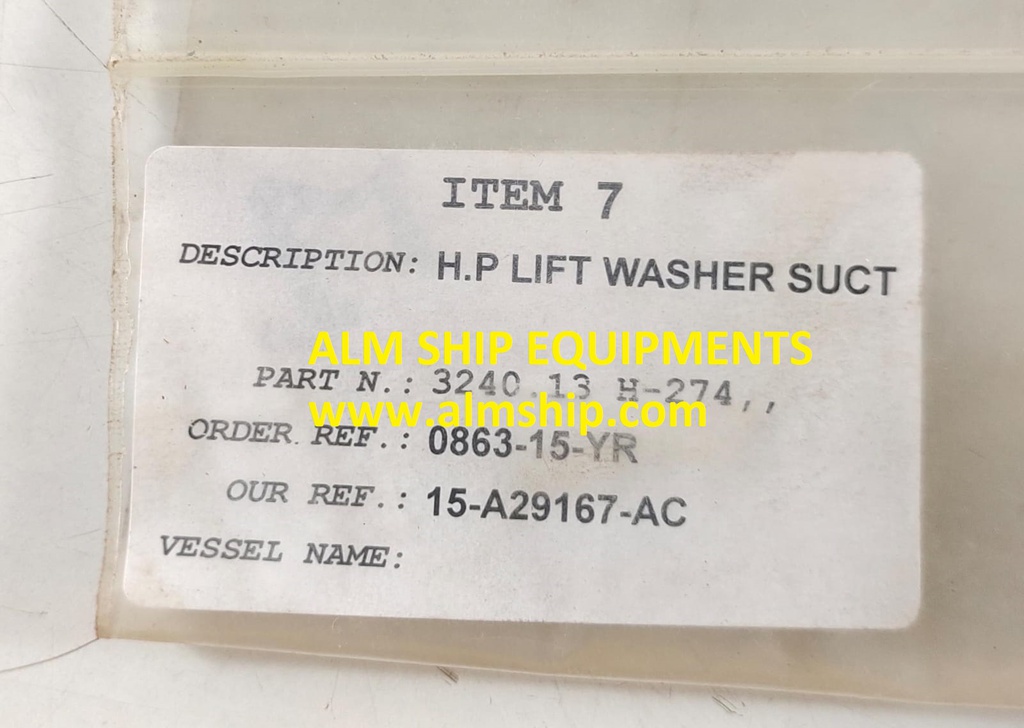 ITEM 7
DESCRIPTION: H.P LIFT WASHER SUCT
ALM SHIP EQUIPMENTS
PART N.: 3240.13 H-274,,
www.almship.com
ORDER REF.: 0863-15-YR
OUR REF.: 15-A29167-AC
VESSEL NAME: